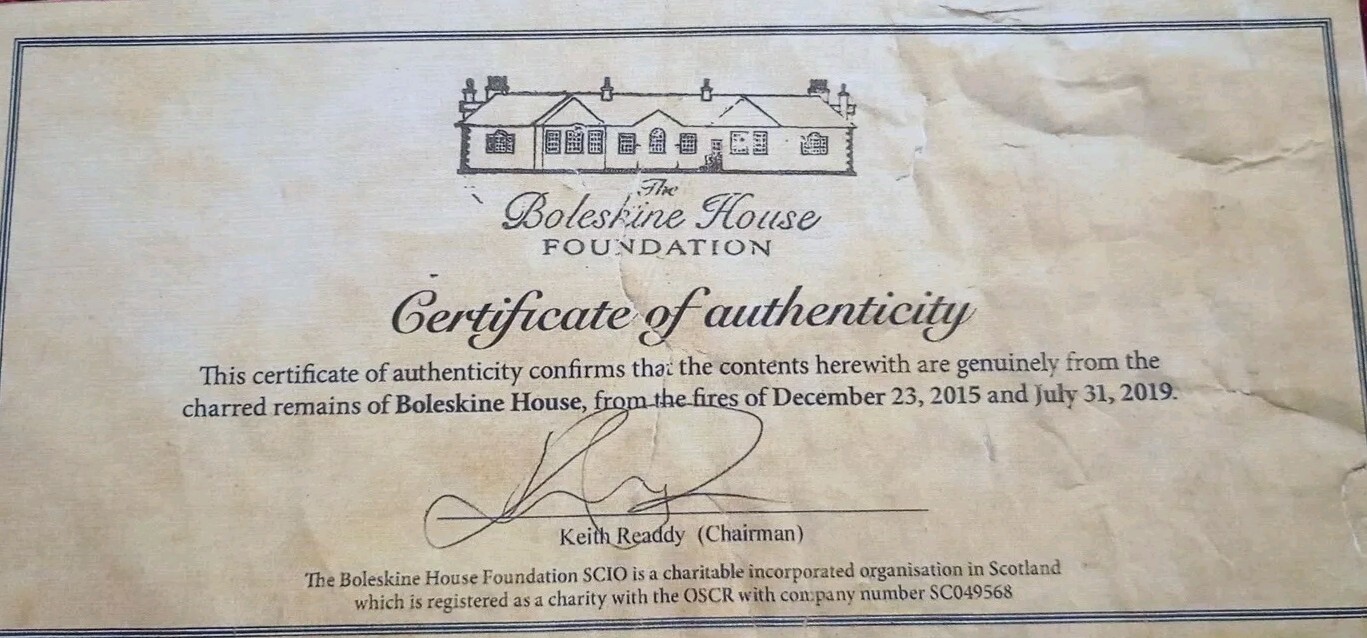 The
Boleskine House
FOUNDATION
Certificate of authenticity
This certificate of authenticity confirms that the contents herewith are genuinely from the
charred remains of Boleskine House, from the fires of December 23, 2015 and July 31, 2019.
Keith Readdy (Chairman)
The Boleskine House Foundation SCIO is a charitable incorporated organisation in Scotland
which is registered as a charity with the OSCR with company number SC049568